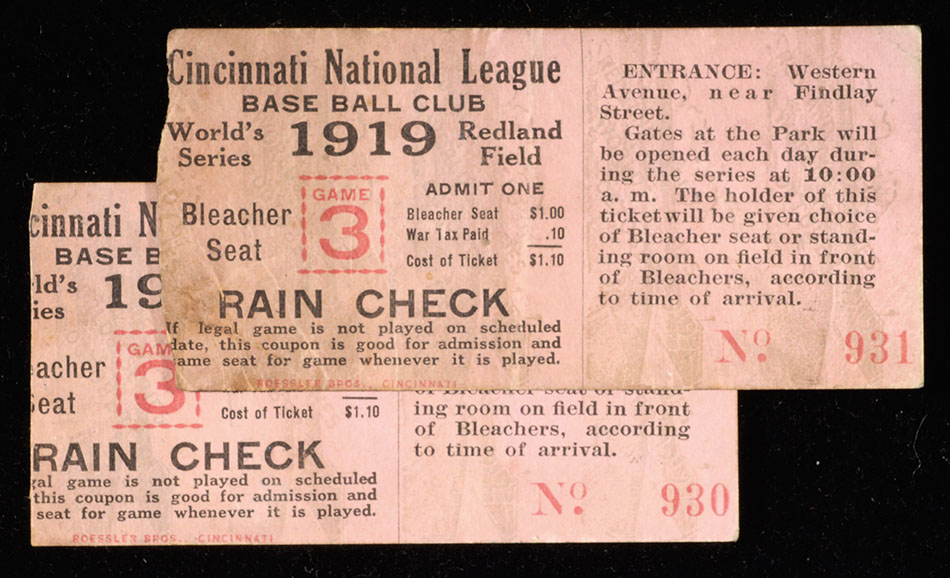 Cincinnati National League
BASE BALL CLUB
World's Series
1919
Redland Field
Bleacher Seat
GAME
3
ADMIT ONE
Bleacher Seat $1.00
War Tax Paid .10
Cost of Ticket $1.10
RAIN CHECK
If legal game is not played on scheduled
date, this coupon is good for admission and
ame seat for game whenever it is played.
ROESSLER BROS., CINCINNATI
ENTRANCE: Western
Avenue, near Findlay
Street.
Gates at the Park will
be opened each day dur-
ing the series at 10:00
a. m. The holder of this
ticket will be given choice
of Bleacher seat or stand-
ing room on field in front
of Bleachers, according
to time of arrival.
No. 931
cinnati N
BASE B
ld's
ies
19
eacher
Seat
GAM
3
Cost of Ticket $1.10
RAIN CHECK
gal game is not played on scheduled
this coupon is good for admission and
seat for game whenever it is played.
ROESSLER BROS., CINCINNATI
of Bleacher seat or stand-
ing room on field in front
of Bleachers, according
to time of arrival.
No. 930